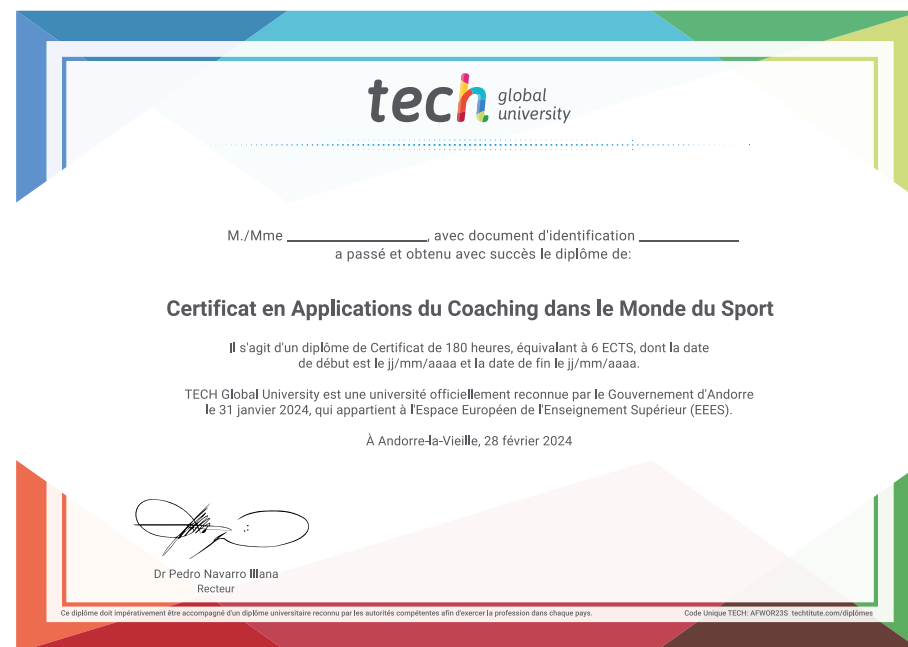 tech global university
M./Mme ____________, avec document d'identification ____________
a passé et obtenu avec succès le diplôme de:
Certificat en Applications du Coaching dans le Monde du Sport
Il s'agit d'un diplôme de Certificat de 180 heures, équivalant à 6 ECTS, dont la date
de début est le jj/mm/aaaa et la date de fin le jj/mm/aaaa.
TECH Global University est une université officiellement reconnue par le Gouvernement d'Andorre
le 31 janvier 2024, qui appartient à l'Espace Européen de l'Enseignement Supérieur (EEES).
À Andorre-la-Vieille, 28 février 2024
Dr Pedro Navarro Illana
Recteur
Ce diplôme doit impérativement être accompagné d'un diplôme universitaire reconnu par les autorités compétentes afin d'exercer la profession dans chaque pays.
Code Unique TECH: AFWOR23S techtitute.com/diplômes